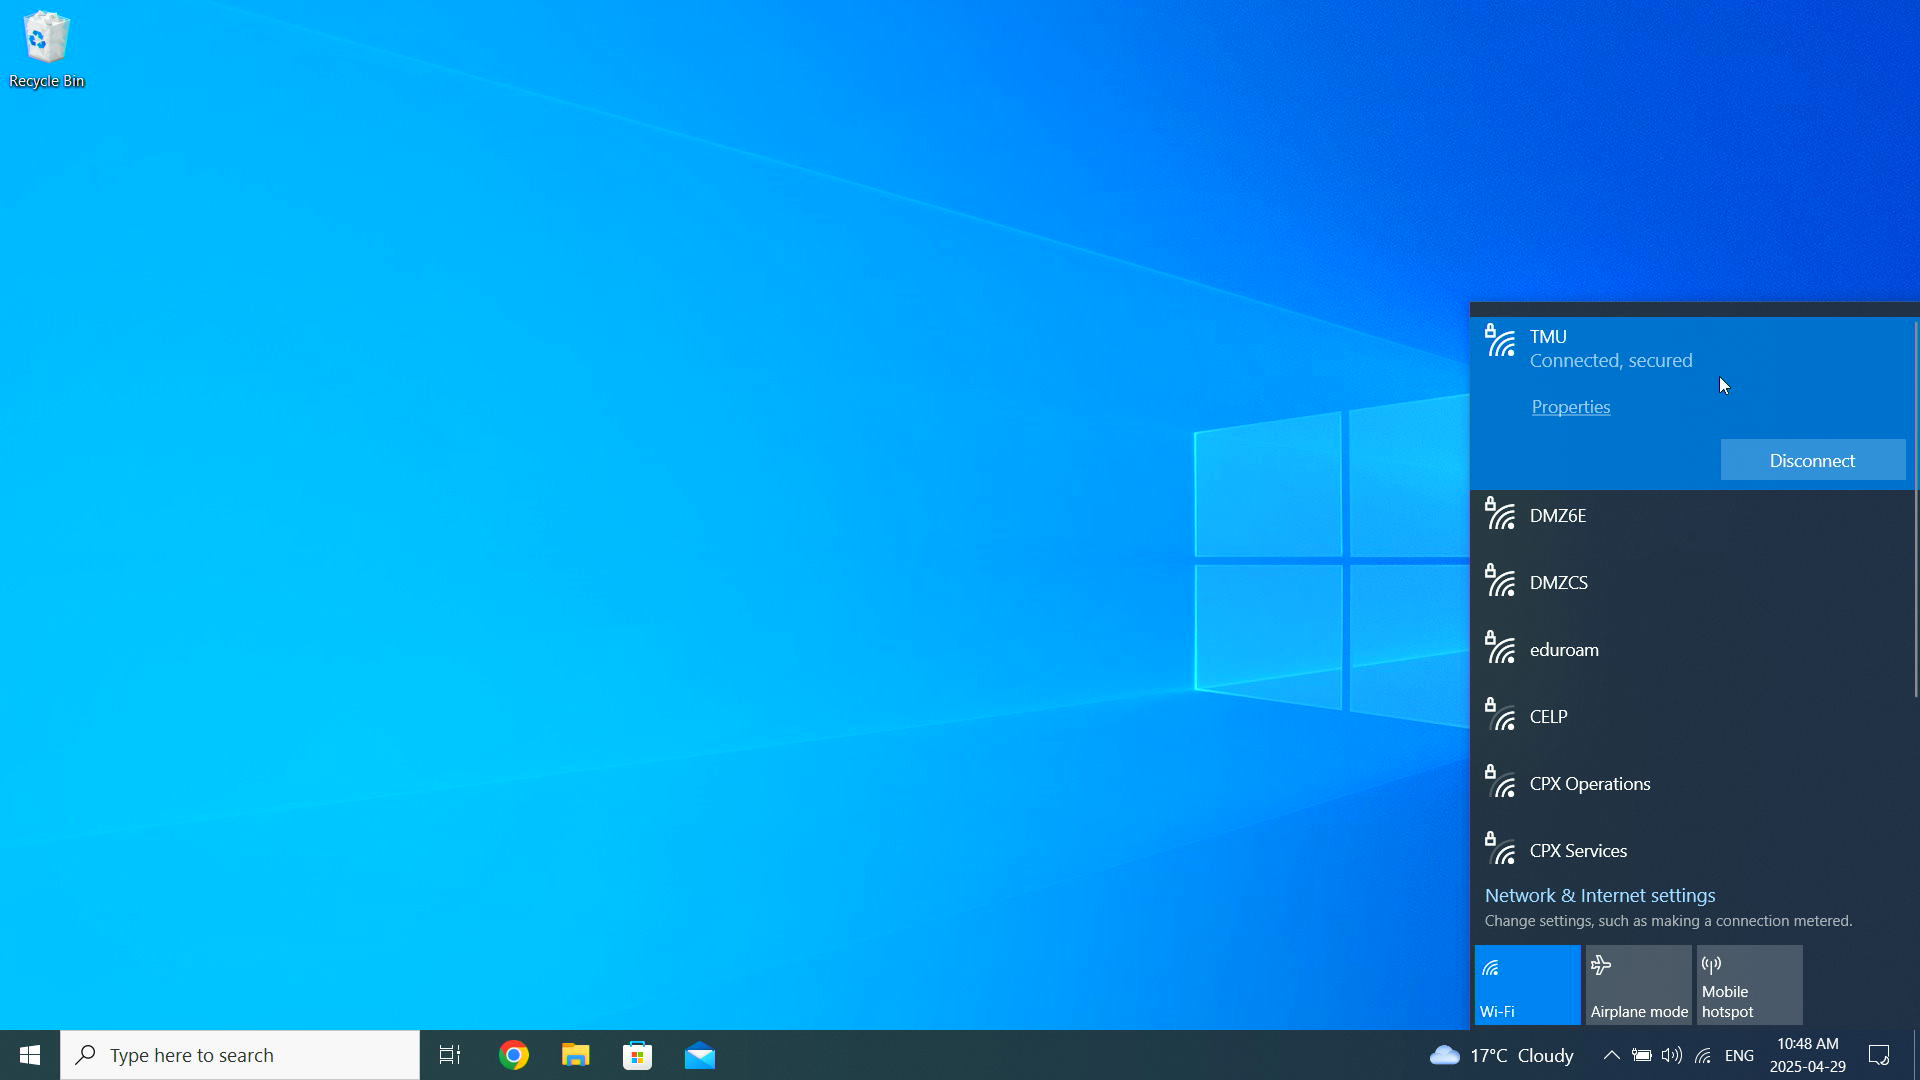 Recycle Bin
TMU
Connected, secured
Properties
Disconnect
DMZ6E
DMZCS
eduroam
CELP
CPX Operations
CPX Services
Network & Internet settings
Change settings, such as making a connection metered.
Wi-Fi
Airplane mode
Mobile
hotspot
Type here to search
17°C Cloudy
ENG
10:48 AM
2025-04-29